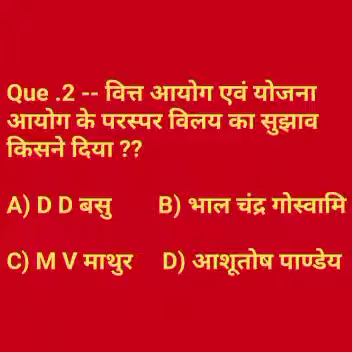 Que .2 -- वित्त आयोग एवं योजना
आयोग के परस्पर विलय का सुझाव
किसने दिया ??
A) D D बसु B) भाल चंद्र गोस्वामि
C) M V माथुर D) आशूतोष पाण्डेय